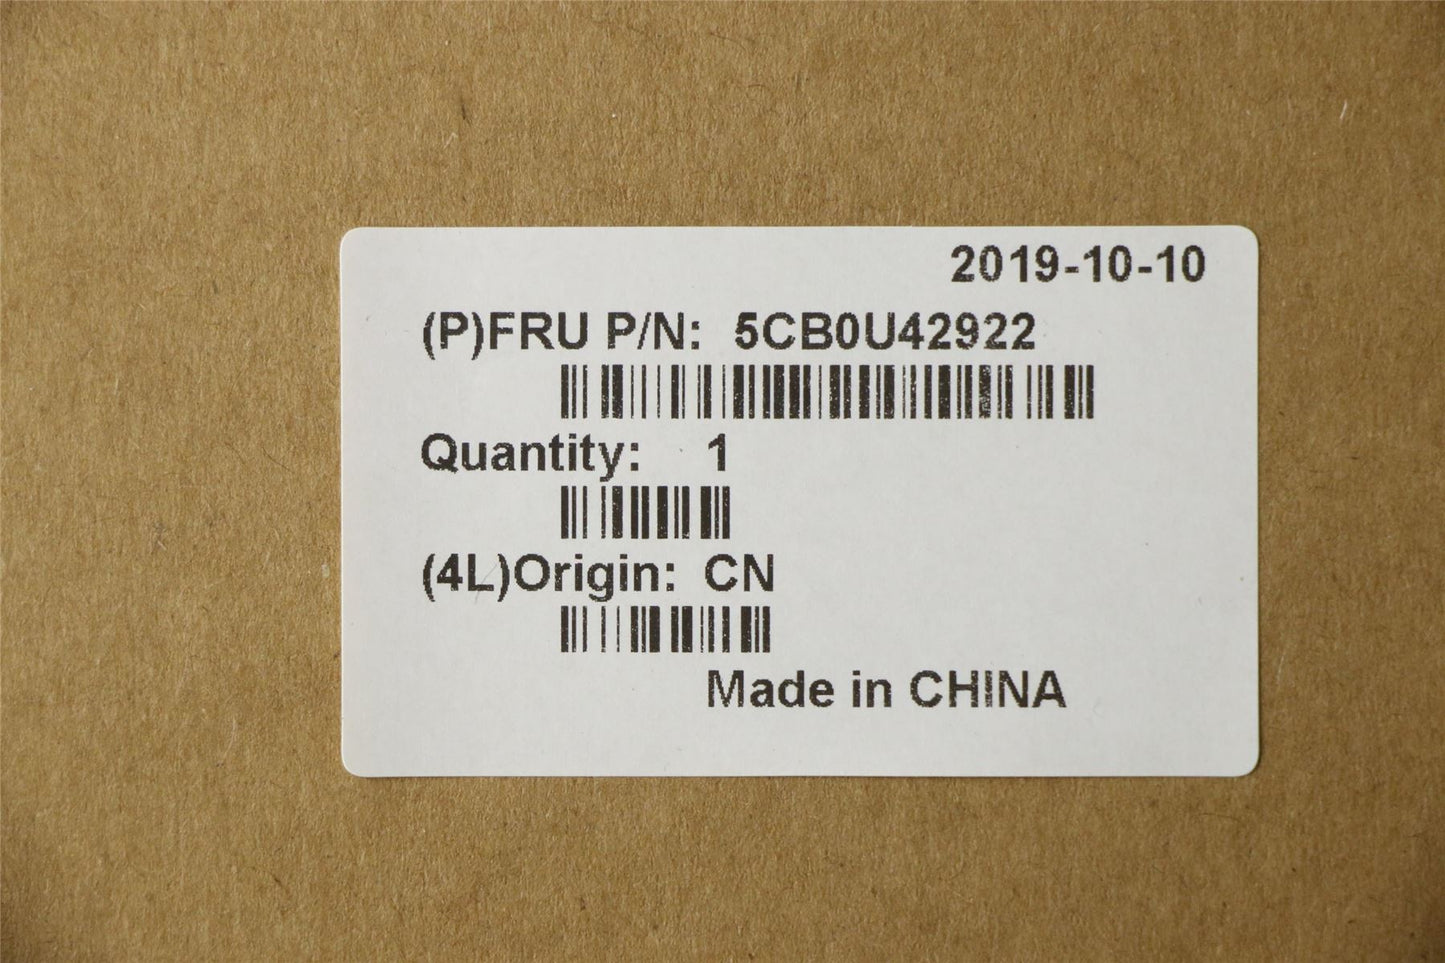 2019-10-10
(P)FRU P/N: 5CB0U42922
Quantity: 1
(4L)Origin: CN
Made in CHINA